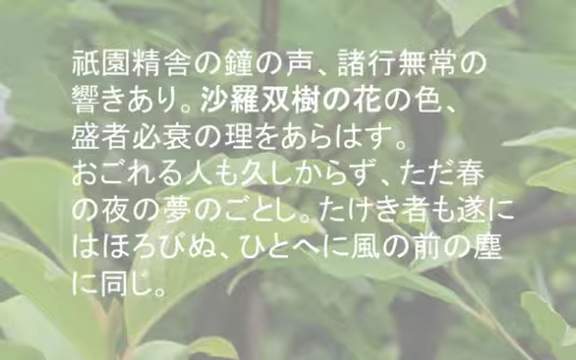 祇園精舎の鐘の声、諸行無常の
響きあり。沙羅双樹の花の色、
盛者必衰の理をあらはす。
おごれる人も久しからず、ただ春
の夜の夢のごとし。たけき者も遂に
はほろびぬ、ひとへに風の前の塵
に同じ。